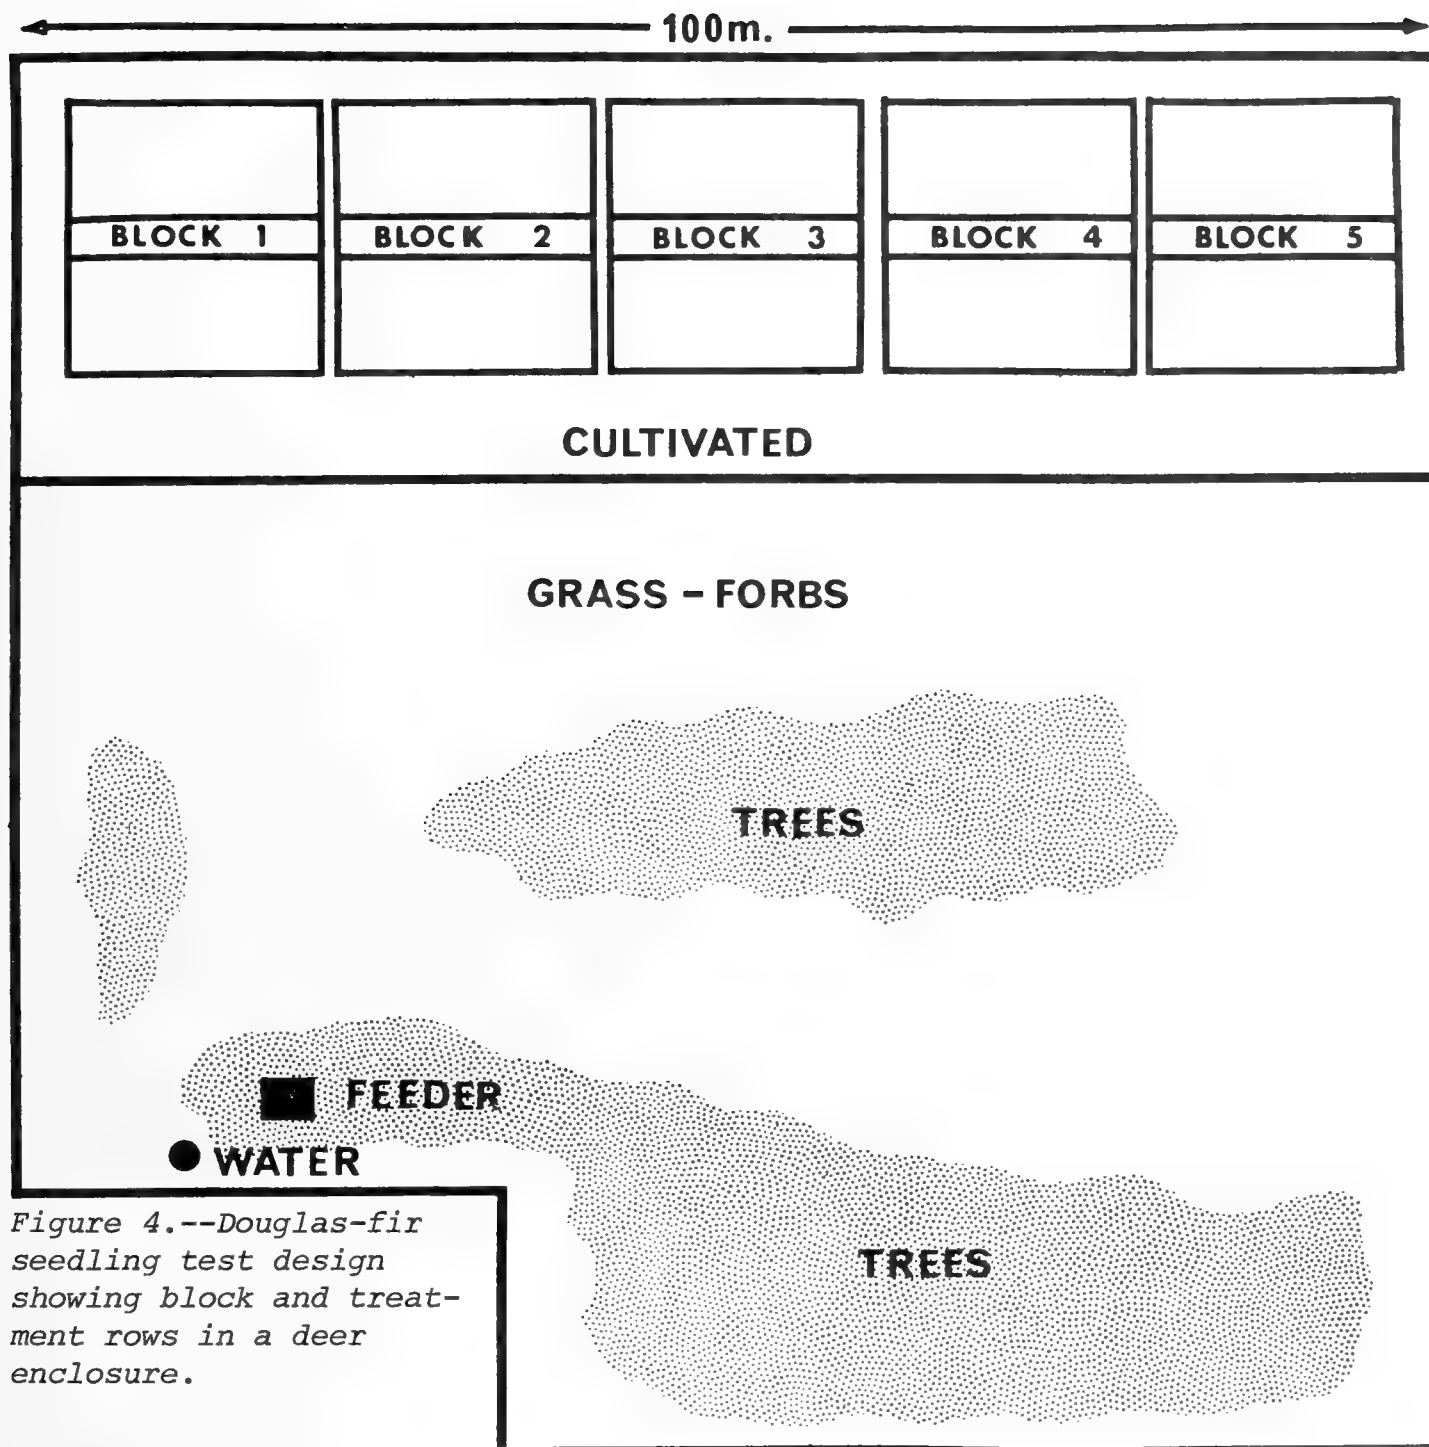 100m.
BLOCK 1
BLOCK 2
BLOCK 3
BLOCK 4
BLOCK 5
CULTIVATED
GRASS - FORBS
TREES
FEEDER
WATER
TREES
Figure 4.--Douglas-fir
seedling test design
showing block and treat-
ment rows in a deer
enclosure.